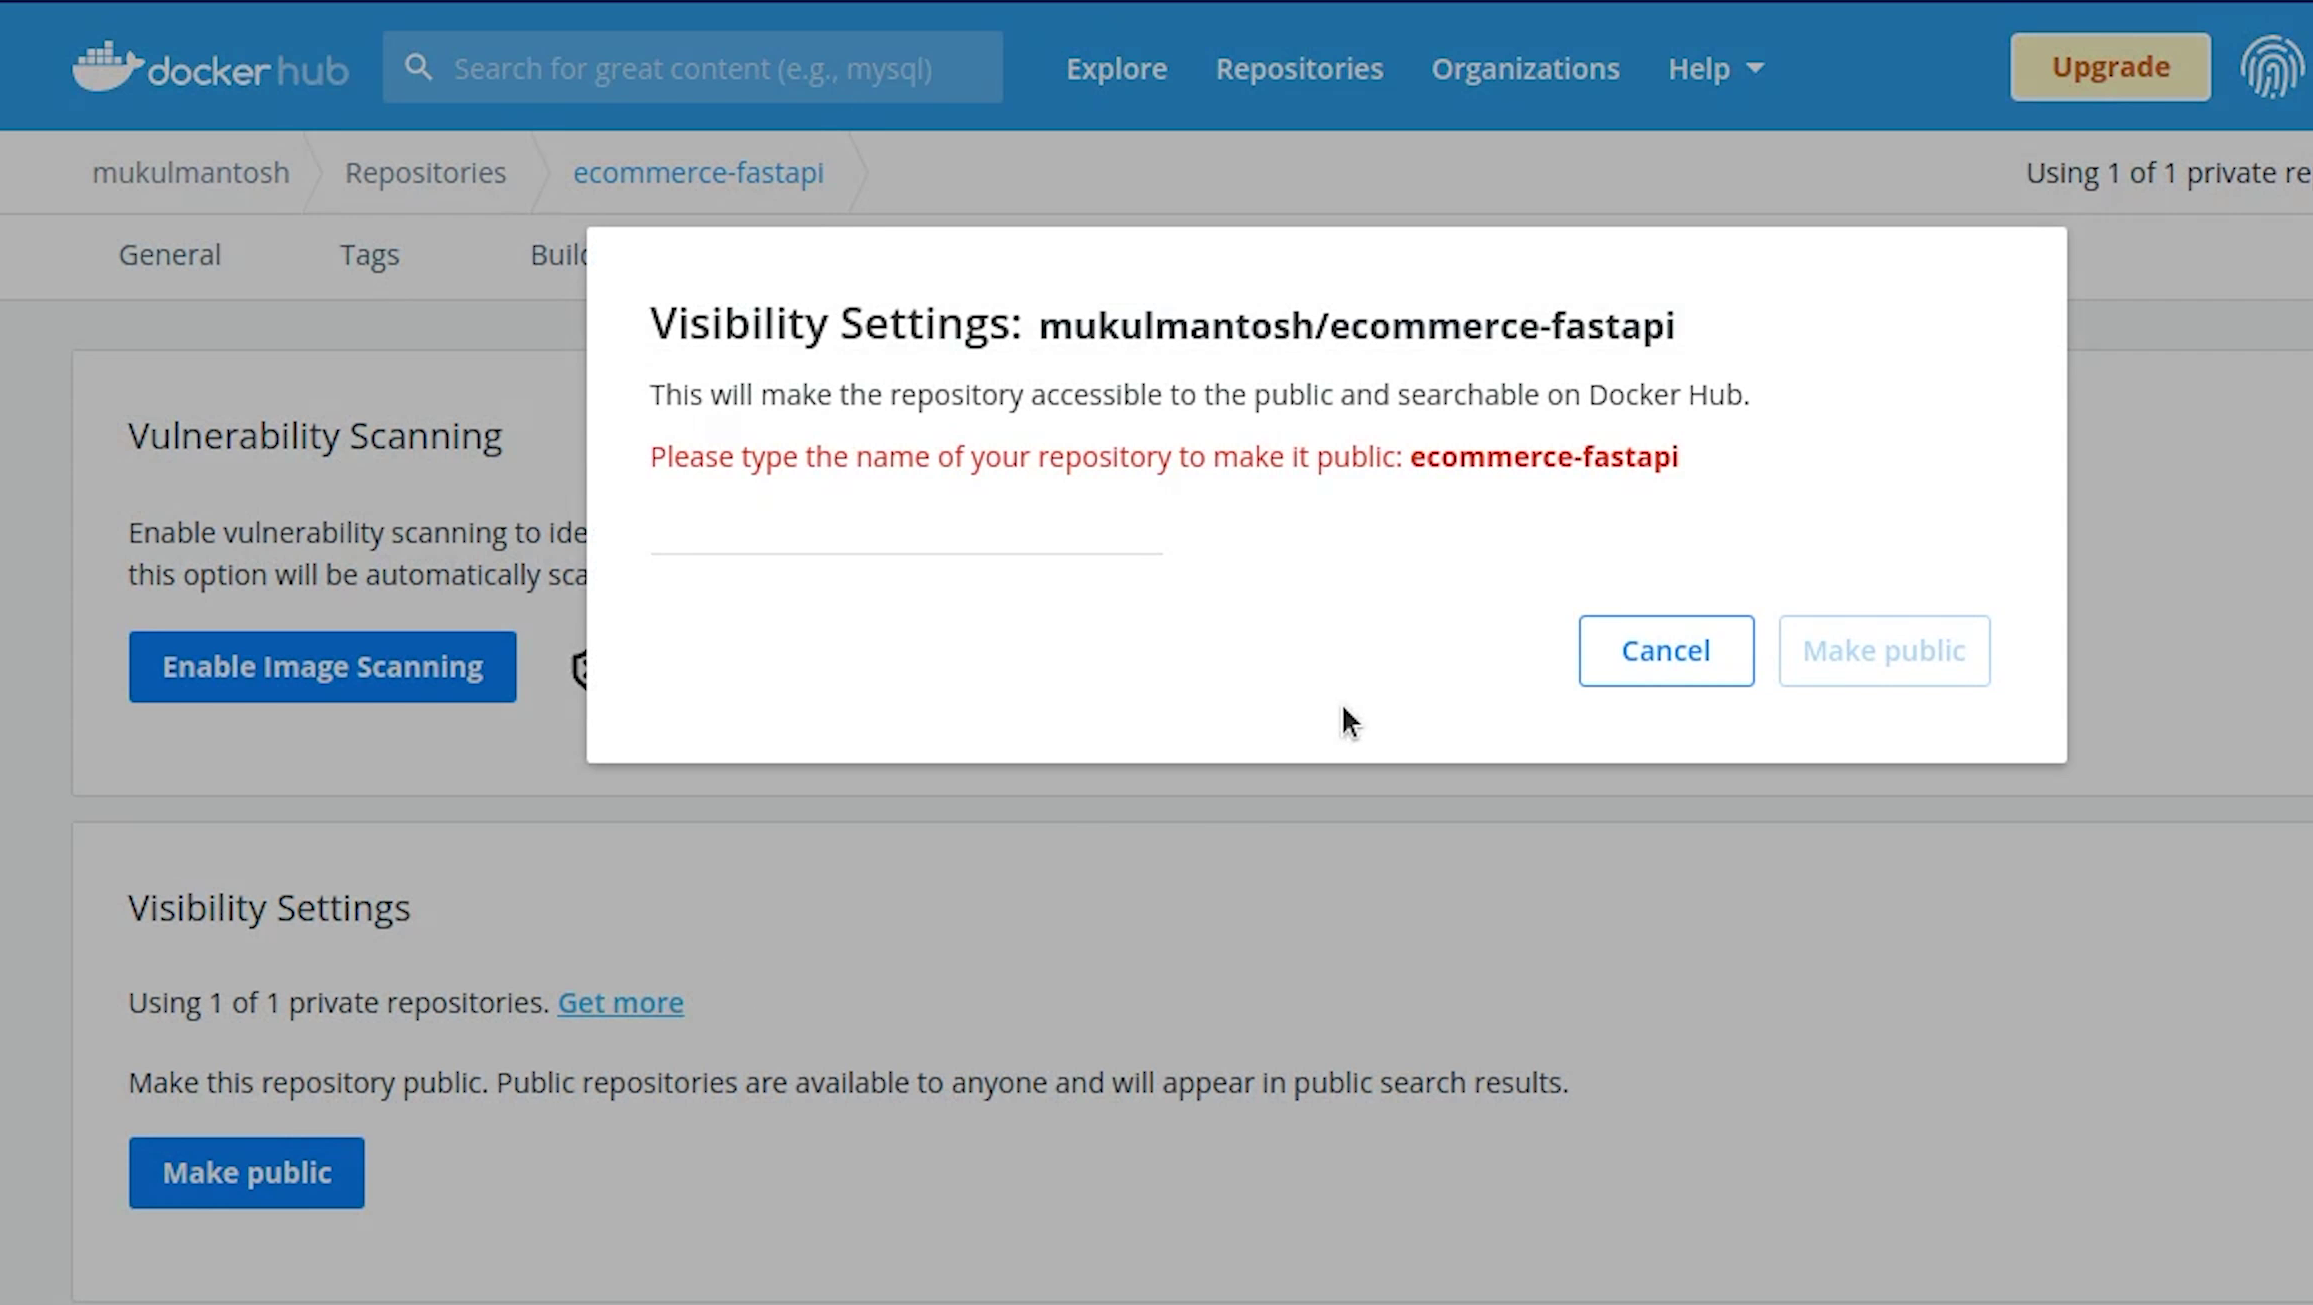 docker hub
Search for great content (e.g., mysql)
Explore
Repositories
Organizations
Help
Upgrade
mukulmantosh
Repositories
ecommerce-fastapi
Using 1 of 1 private re
General
Tags
Build
Visibility Settings: mukulmantosh/ecommerce-fastapi
This will make the repository accessible to the public and searchable on Docker Hub.
Please type the name of your repository to make it public: ecommerce-fastapi
Cancel
Make public
Vulnerability Scanning
Enable vulnerability scanning to ide
this option will be automatically sca
Enable Image Scanning
Visibility Settings
Using 1 of 1 private repositories. Get more
Make this repository public. Public repositories are available to anyone and will appear in public search results.
Make public